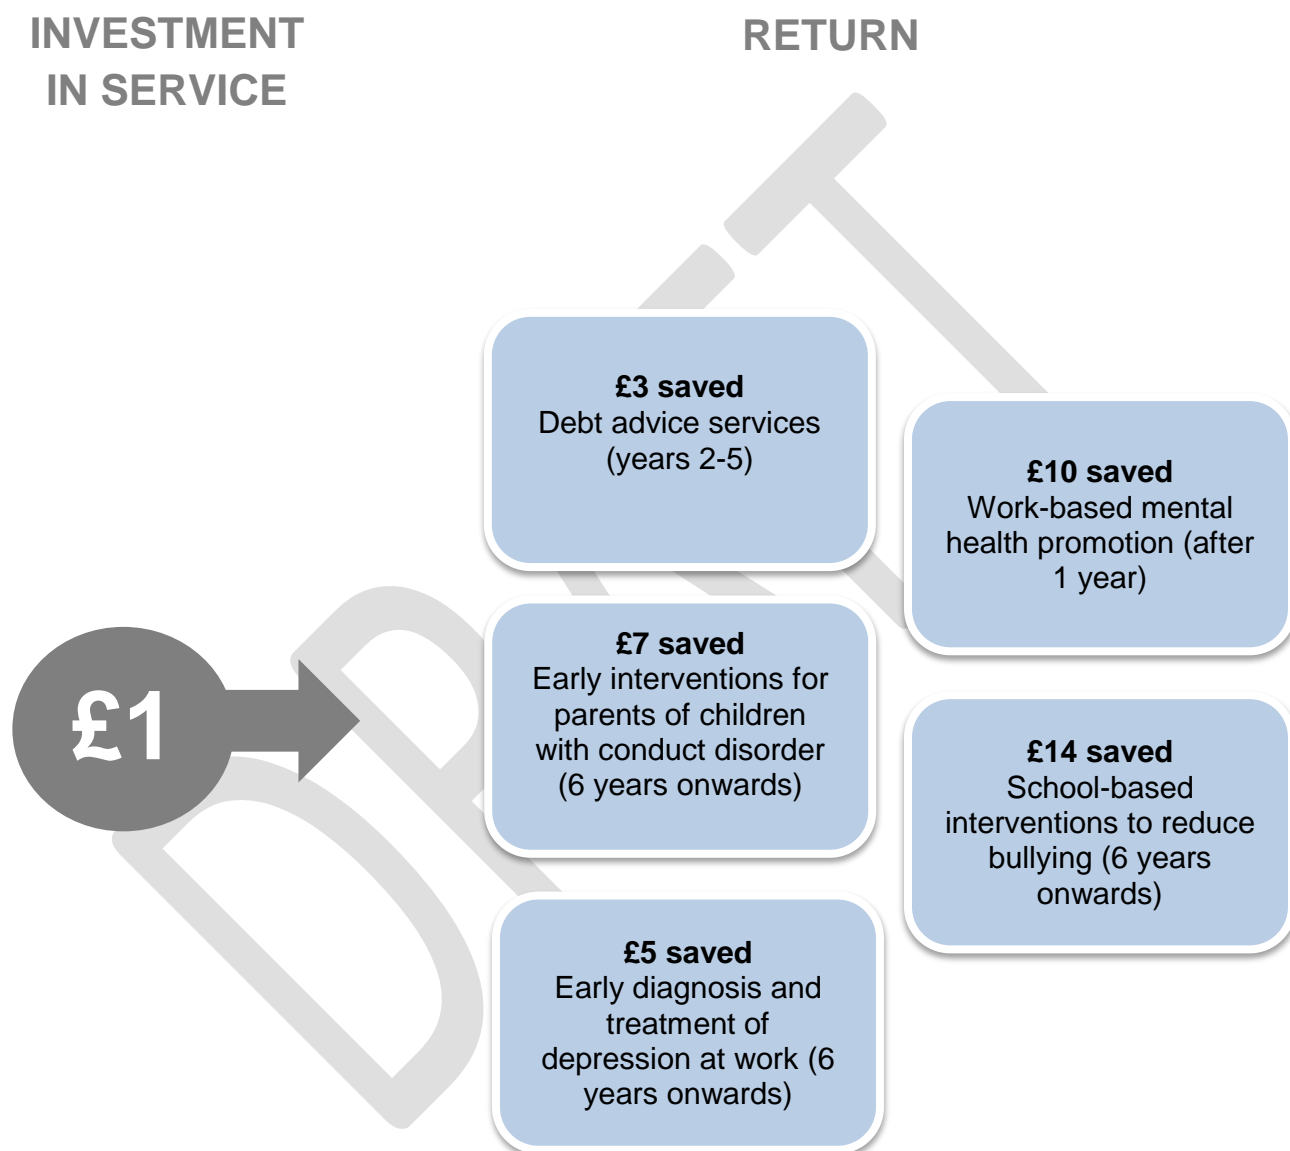 INVESTMENT
IN SERVICE
RETURN
£1
£3 saved
Debt advice services
(years 2-5)
£10 saved
Work-based mental
health promotion (after
1 year)
£7 saved
Early interventions for
parents of children
with conduct disorder
(6 years onwards)
£14 saved
School-based
interventions to reduce
bullying (6 years
onwards)
£5 saved
Early diagnosis and
treatment of
depression at work (6
years onwards)
DRAFT